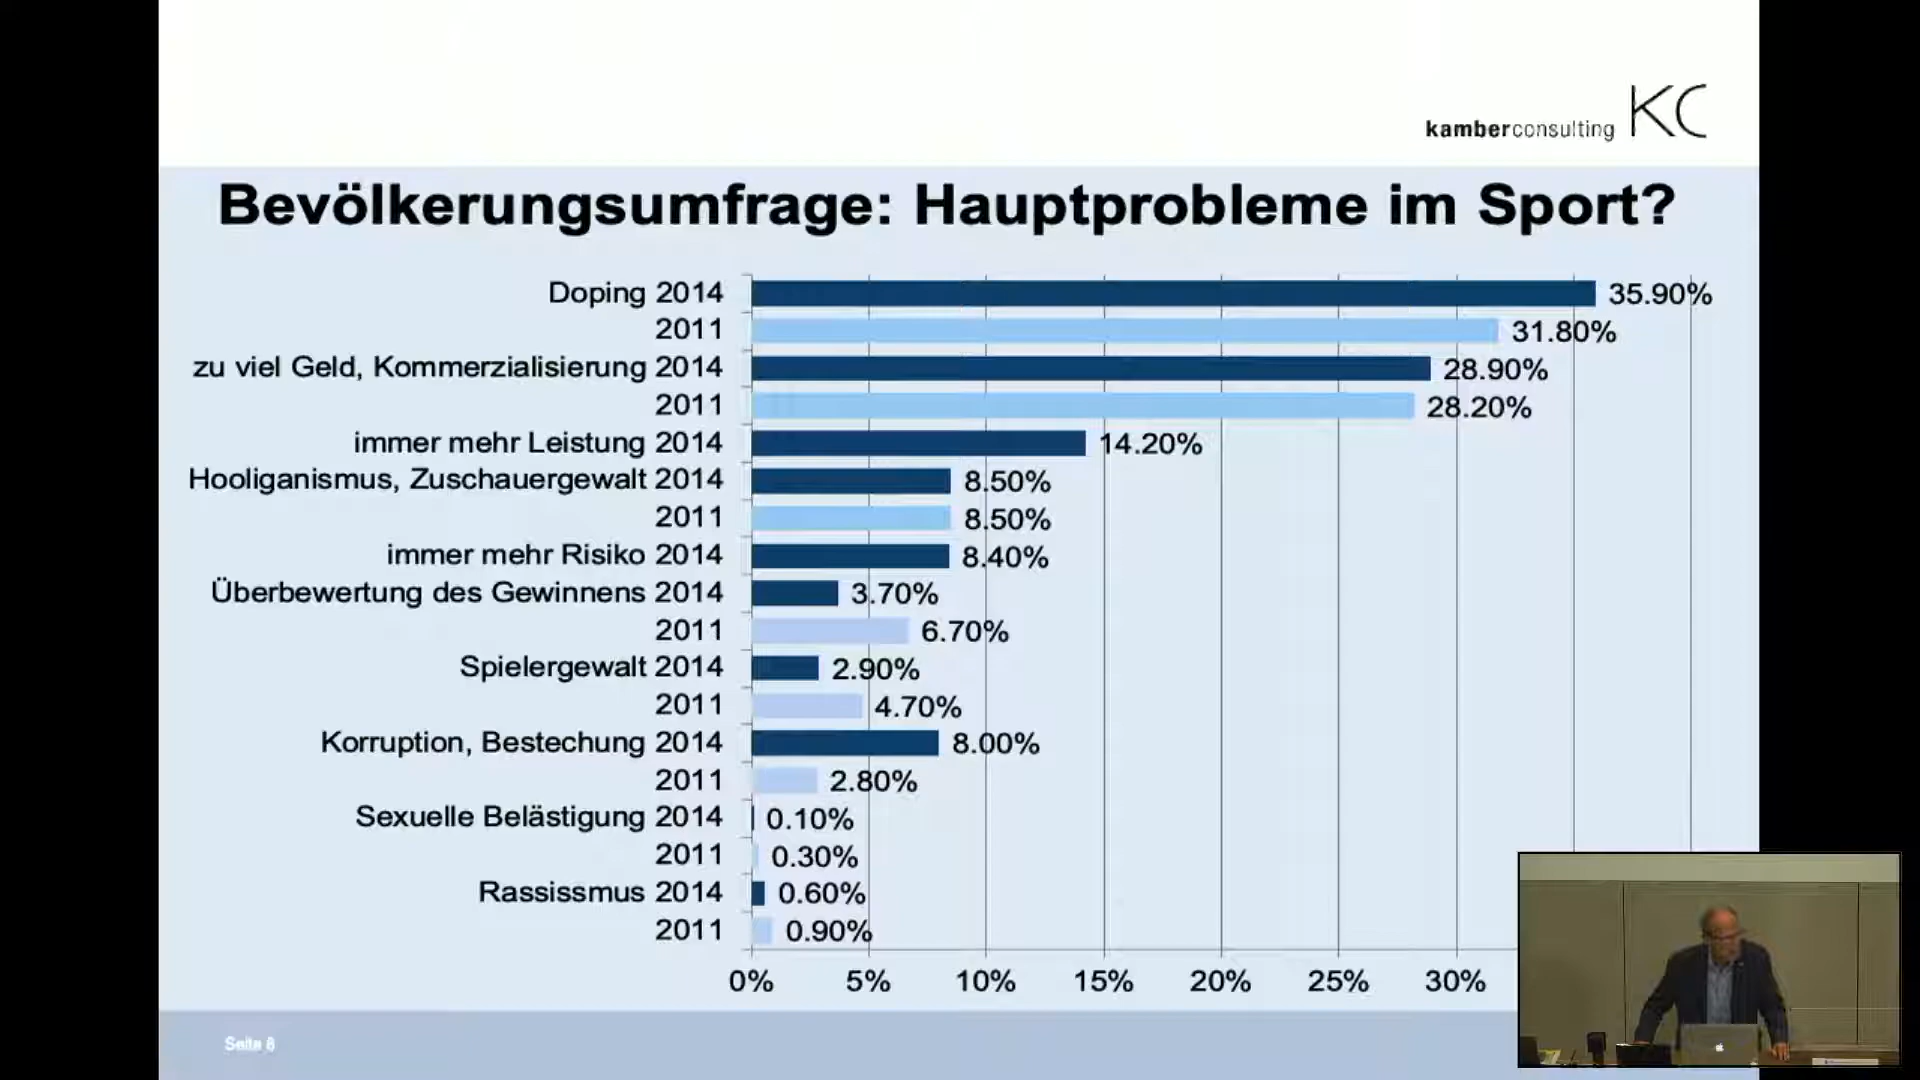 kamberconsulting KC
Bevölkerungsumfrage: Hauptprobleme im Sport?
Doping 2014 35.90%
2011 31.80%
zu viel Geld, Kommerzialisierung 2014 28.90%
2011 28.20%
immer mehr Leistung 2014 14.20%
Hooliganismus, Zuschauergewalt 2014 8.50%
2011 8.50%
immer mehr Risiko 2014 8.40%
Überbewertung des Gewinnens 2014 3.70%
2011 6.70%
Spielergewalt 2014 2.90%
2011 4.70%
Korruption, Bestechung 2014 8.00%
2011 2.80%
Sexuelle Belästigung 2014 0.10%
2011 0.30%
Rassissmus 2014 0.60%
2011 0.90%
0% 5% 10% 15% 20% 25% 30%
Seite 8